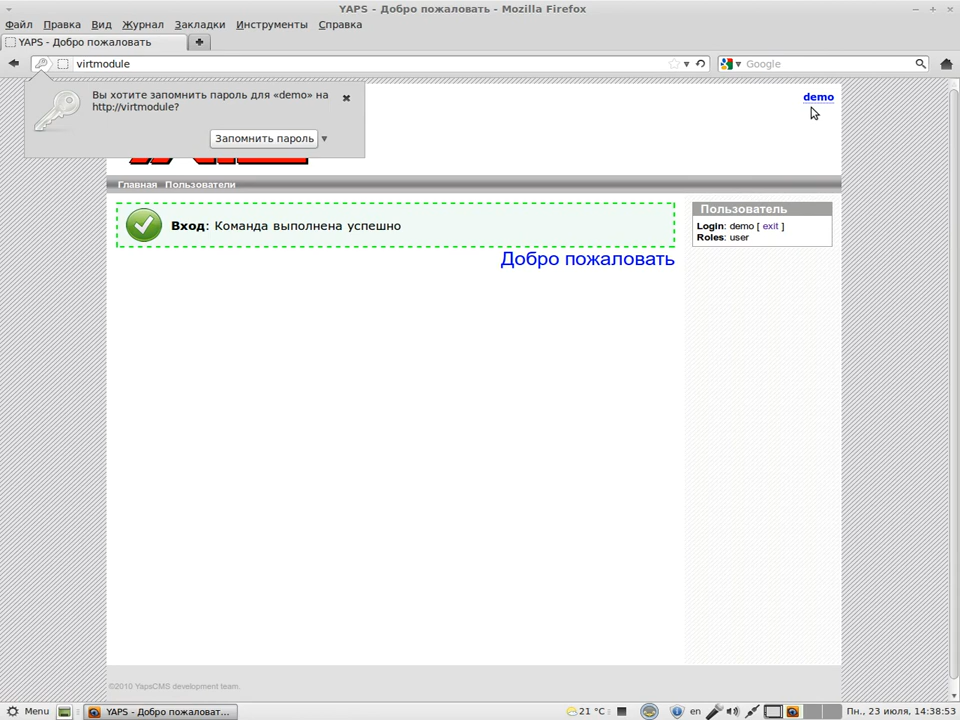 YAPS - Добро пожаловать - Mozilla Firefox
Файл Правка Вид Журнал Закладки Инструменты Справка
YAPS - Добро пожаловать
virtmodule
Google
Вы хотите запомнить пароль для «demo» на
http://virtmodule?
Запомнить пароль
demo
Главная Пользователи
Вход: Команда выполнена успешно
Добро пожаловать
Пользователь
Login: demo [ exit ]
Roles: user
©2010 YapsCMS development team.
Menu
YAPS - Добро пожаловат...
21 °C
en
Пн., 23 июля, 14:38:53